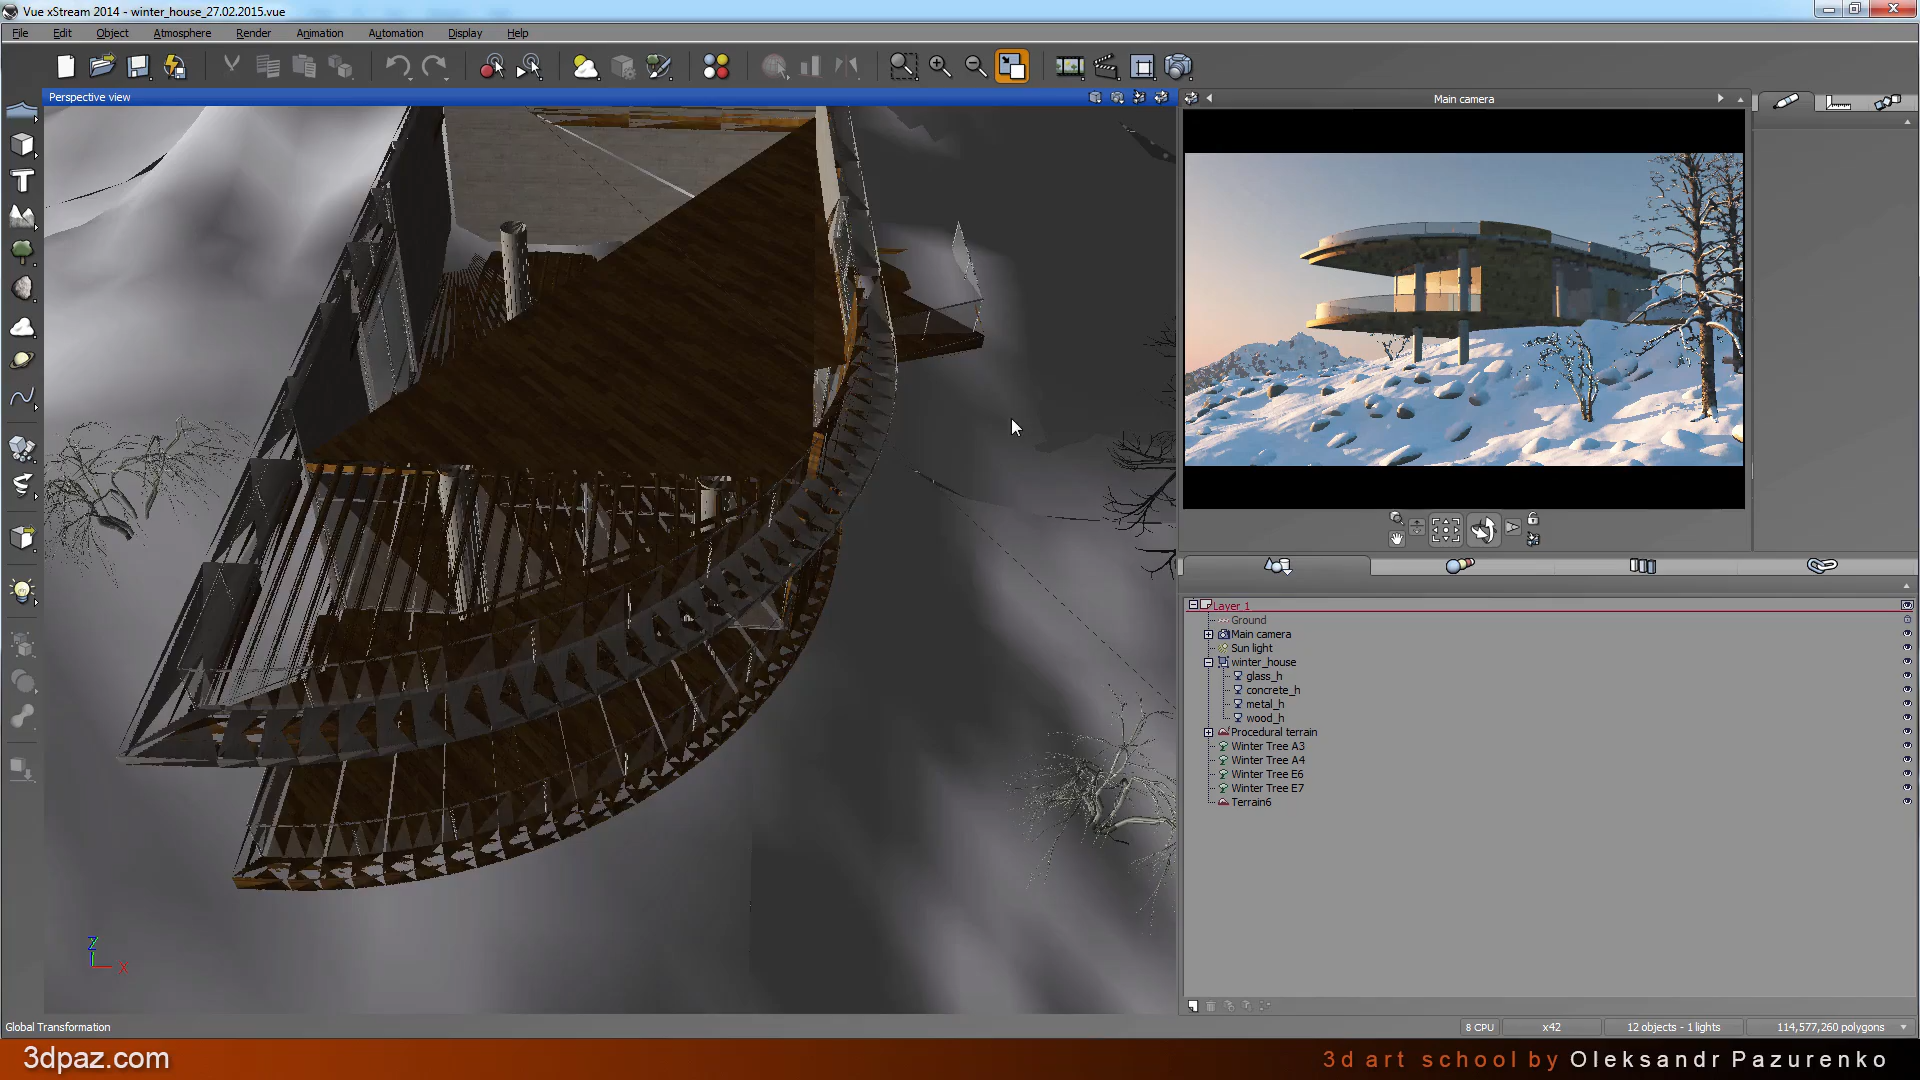 Vue xStream 2014 - winter_house_27.02.2015.vue
File Edit Object Atmosphere Render Animation Automation Display Help
Perspective view
Main camera
Layer 1
Ground
Main camera
Sun light
winter_house
glass_h
concrete_h
metal_h
wood_h
Procedural terrain
Winter Tree A3
Winter Tree A4
Winter Tree E6
Winter Tree E7
Terrain6
Z
X
Global Transformation
8 CPU
x42
12 objects - 1 lights
114,577,260 polygons
3dpaz.com
3d art school by Oleksandr Pazurenko